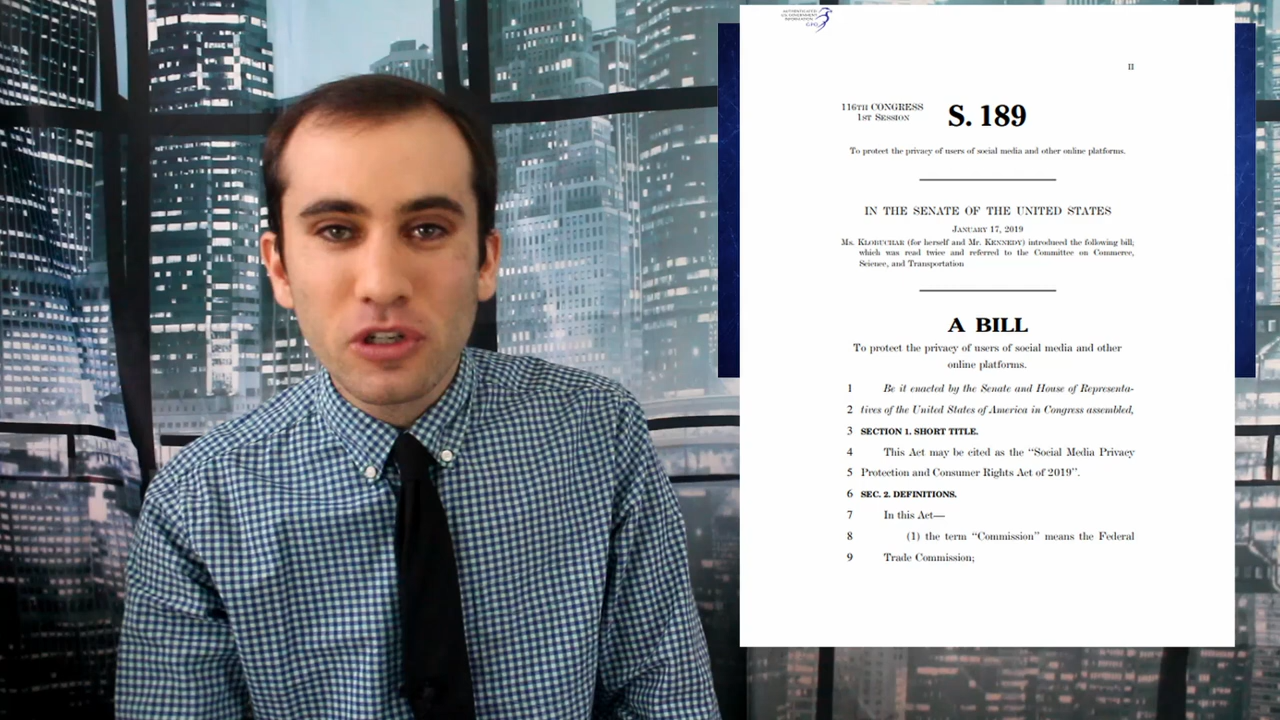 AUTHENTICATED
U.S. GOVERNMENT
INFORMATION
GPO
II
116TH CONGRESS
1ST SESSION
S. 189
To protect the privacy of users of social media and other online platforms.
IN THE SENATE OF THE UNITED STATES
JANUARY 17, 2019
Ms. KLOBUCHAR (for herself and Mr. KENNEDY) introduced the following bill;
which was read twice and referred to the Committee on Commerce,
Science, and Transportation
A BILL
To protect the privacy of users of social media and other
online platforms.
1 Be it enacted by the Senate and House of Representa-
2 tives of the United States of America in Congress assembled,
3 SECTION 1. SHORT TITLE.
4 This Act may be cited as the ‘‘Social Media Privacy
5 Protection and Consumer Rights Act of 2019’’.
6 SEC. 2. DEFINITIONS.
7 In this Act—
8 (1) the term ‘‘Commission’’ means the Federal
9 Trade Commission;